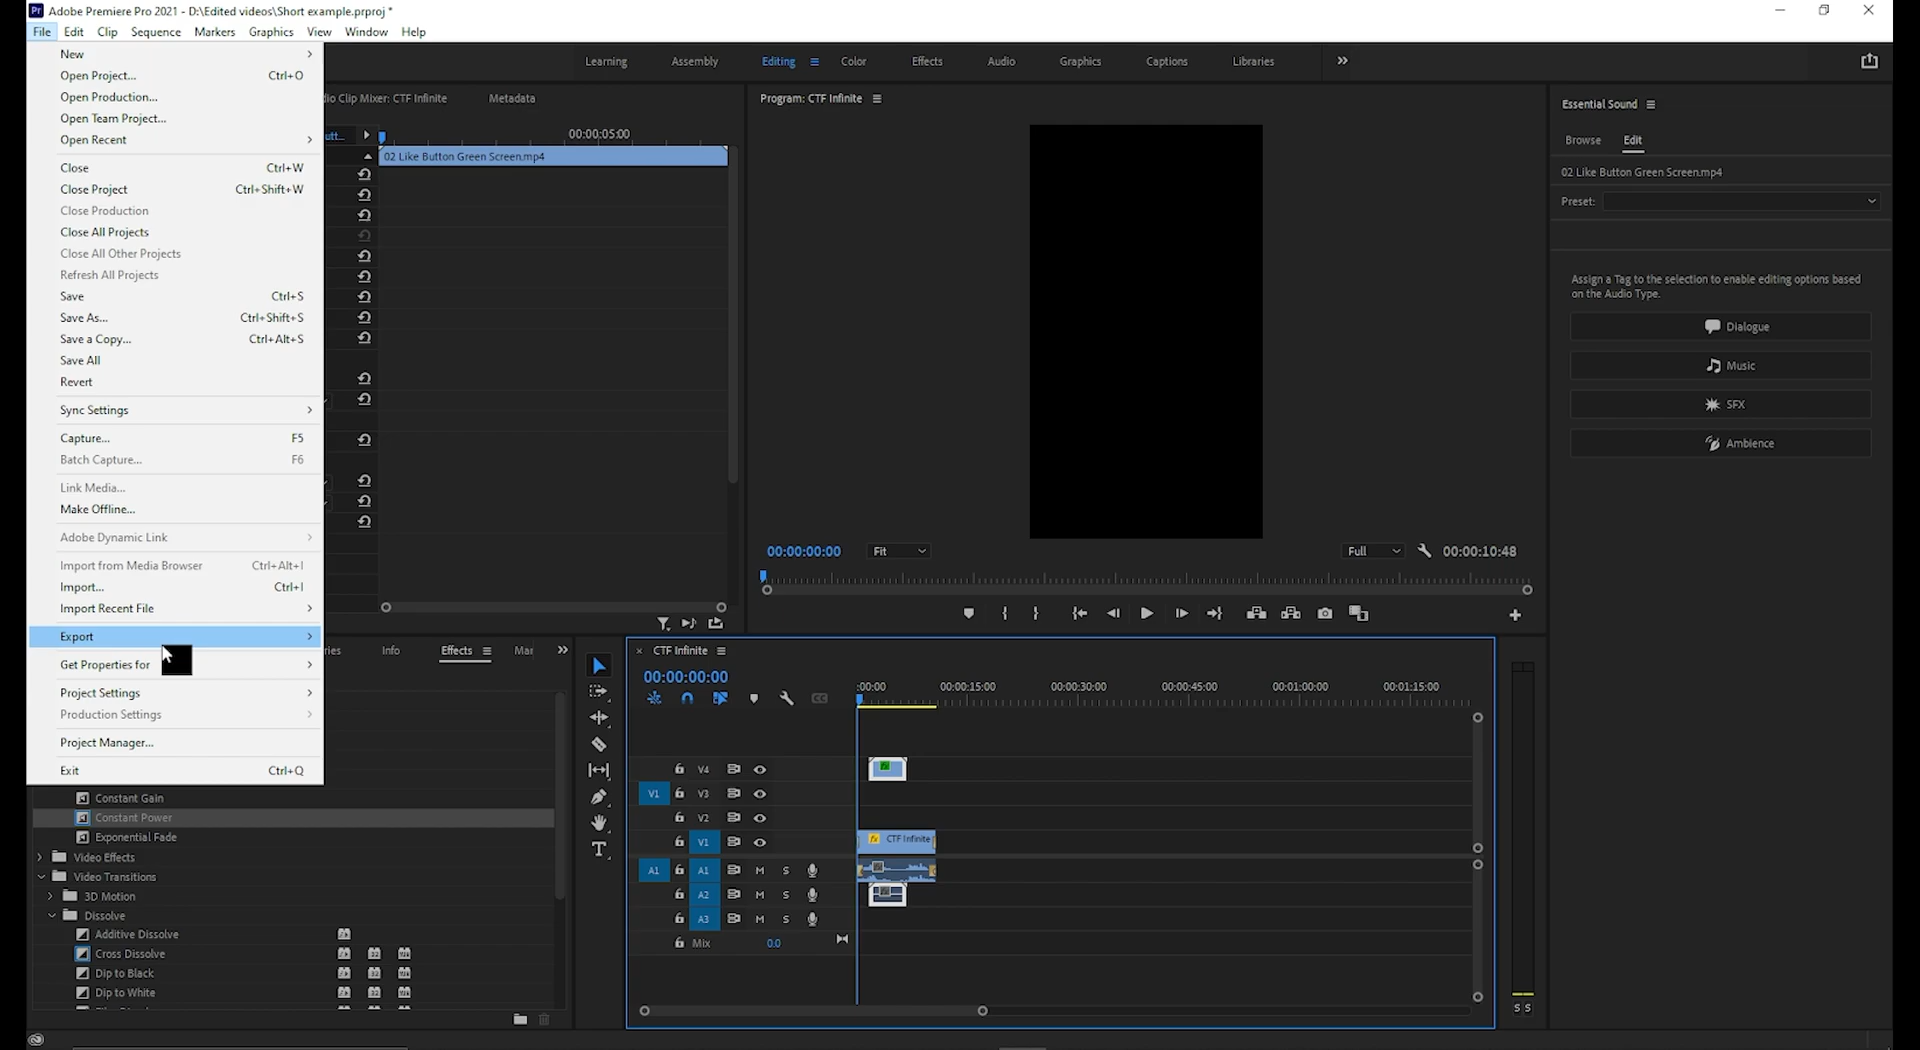 Pr Adobe Premiere Pro 2021 - D:\Edited videos\Short example.prproj *
File Edit Clip Sequence Markers Graphics View Window Help
New
Open Project... Ctrl+O
Open Production...
Open Team Project...
Open Recent
Close Ctrl+W
Close Project Ctrl+Shift+W
Close Production
Close All Projects
Close All Other Projects
Refresh All Projects
Save Ctrl+S
Save As... Ctrl+Shift+S
Save a Copy... Ctrl+Alt+S
Save All
Revert
Sync Settings
Capture... F5
Batch Capture... F6
Link Media...
Make Offline...
Adobe Dynamic Link
Import from Media Browser Ctrl+Alt+I
Import... Ctrl+I
Import Recent File
Export
Get Properties for
Project Settings
Production Settings
Project Manager...
Exit Ctrl+Q
Learning Assembly Editing Color Effects Audio Graphics Captions Libraries
dio Clip Mixer: CTF Infinite Metadata
utt... 00:00:05:00
02 Like Button Green Screen.mp4
Program: CTF Infinite
00:00:00:00 Fit Full 00:00:10:48
Essential Sound
Browse Edit
02 Like Button Green Screen.mp4
Preset:
Assign a Tag to the selection to enable editing options based
on the Audio Type.
Dialogue
Music
SFX
Ambience
ries Info Effects Mar
Constant Gain
Constant Power
Exponential Fade
Video Effects
Video Transitions
3D Motion
Dissolve
Additive Dissolve
Cross Dissolve
Dip to Black
Dip to White
× CTF Infinite
00:00:00:00
:00:00 00:00:15:00 00:00:30:00 00:00:45:00 00:01:00:00 00:01:15:00
CC
V4 fx
V1 V3
V2
V1 fx CTF Infinite
A1 A1 M S
A2 M S
A3 M S
Mix 0.0
S S